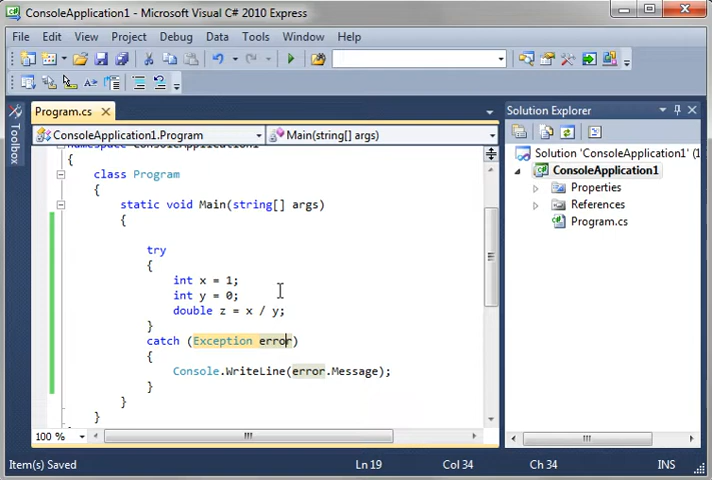 ConsoleApplication1 - Microsoft Visual C# 2010 Express
File Edit View Project Debug Data Tools Window Help
Program.cs
Toolbox
ConsoleApplication1.Program
Main(string[] args)
{
class Program
{
static void Main(string[] args)
{
try
{
int x = 1;
int y = 0;
double z = x / y;
}
catch (Exception error)
{
Console.WriteLine(error.Message);
}
}
}
100 %
Solution Explorer
Solution 'ConsoleApplication1' (1
ConsoleApplication1
Properties
References
Program.cs
Item(s) Saved
Ln 19
Col 34
Ch 34
INS